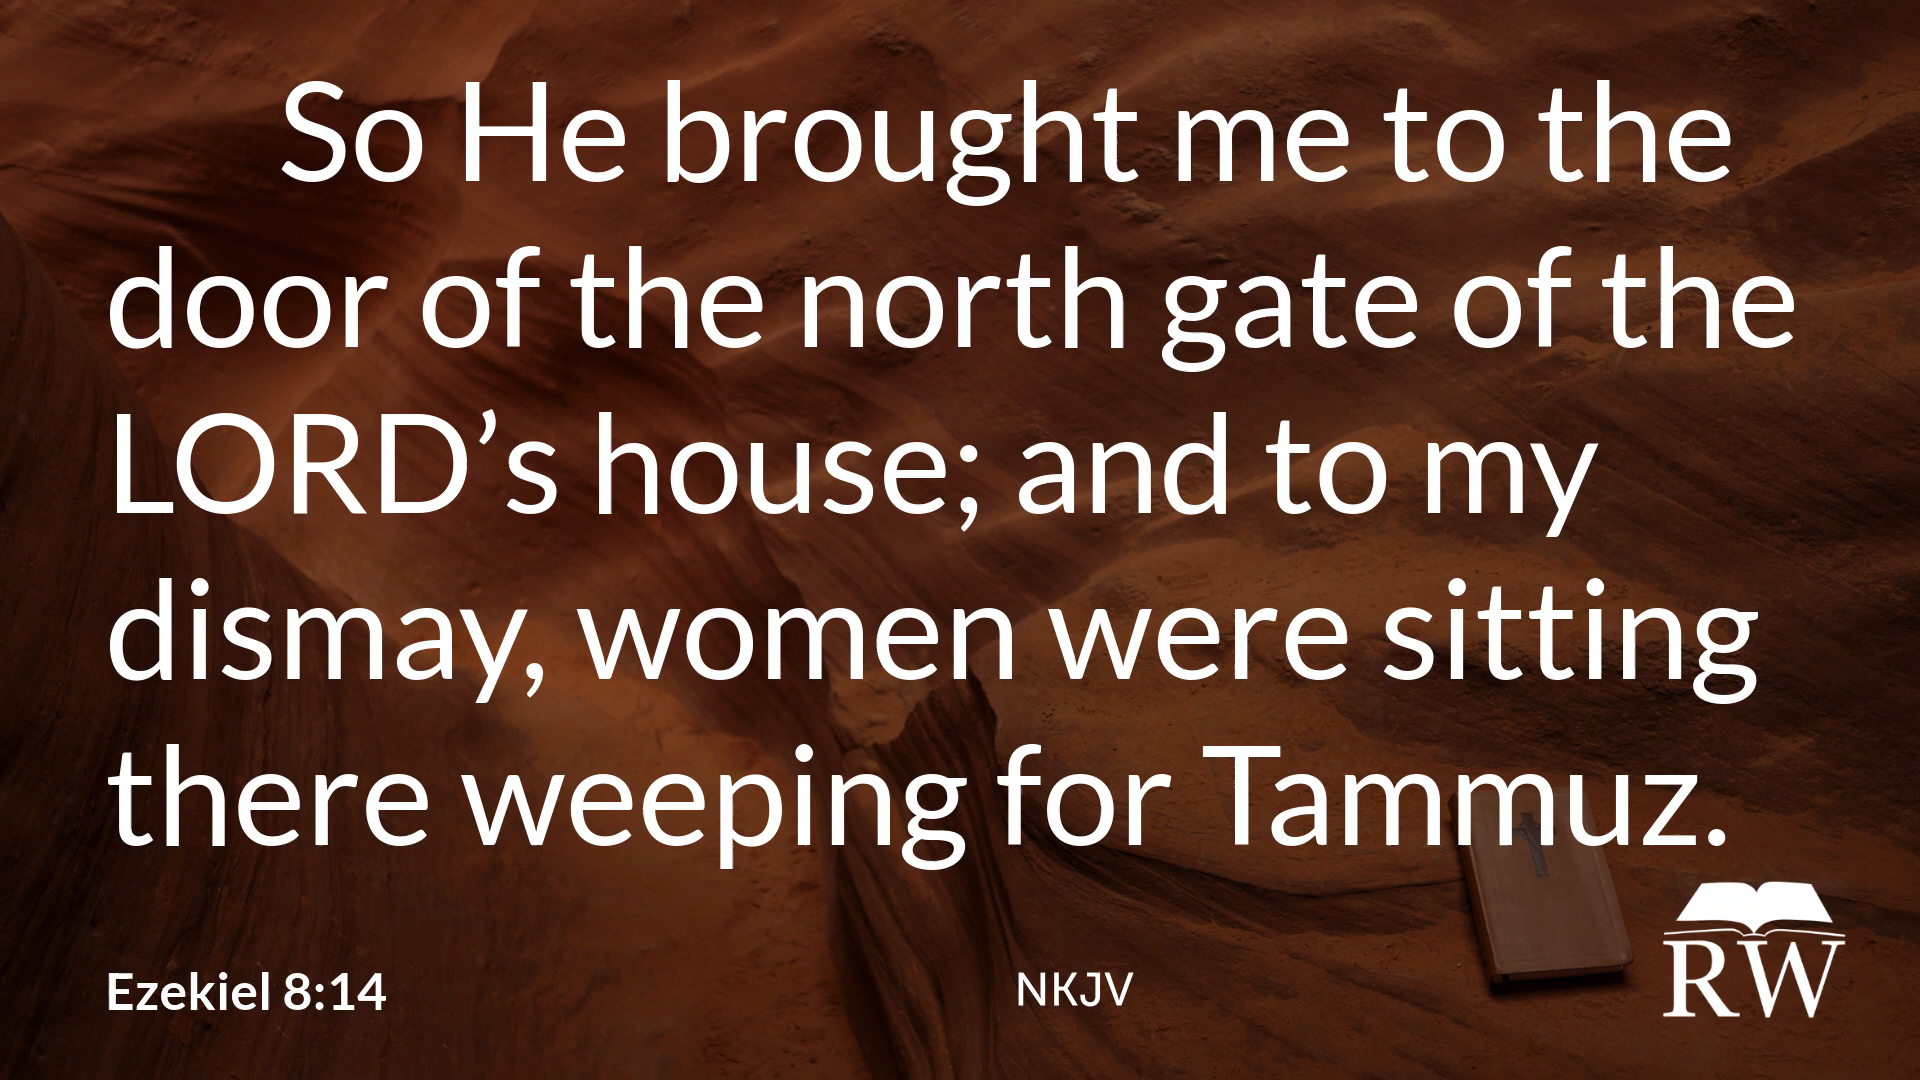 So He brought me to the
door of the north gate of the
LORD’s house; and to my
dismay, women were sitting
there weeping for Tammuz.
Ezekiel 8:14
NKJV
RW